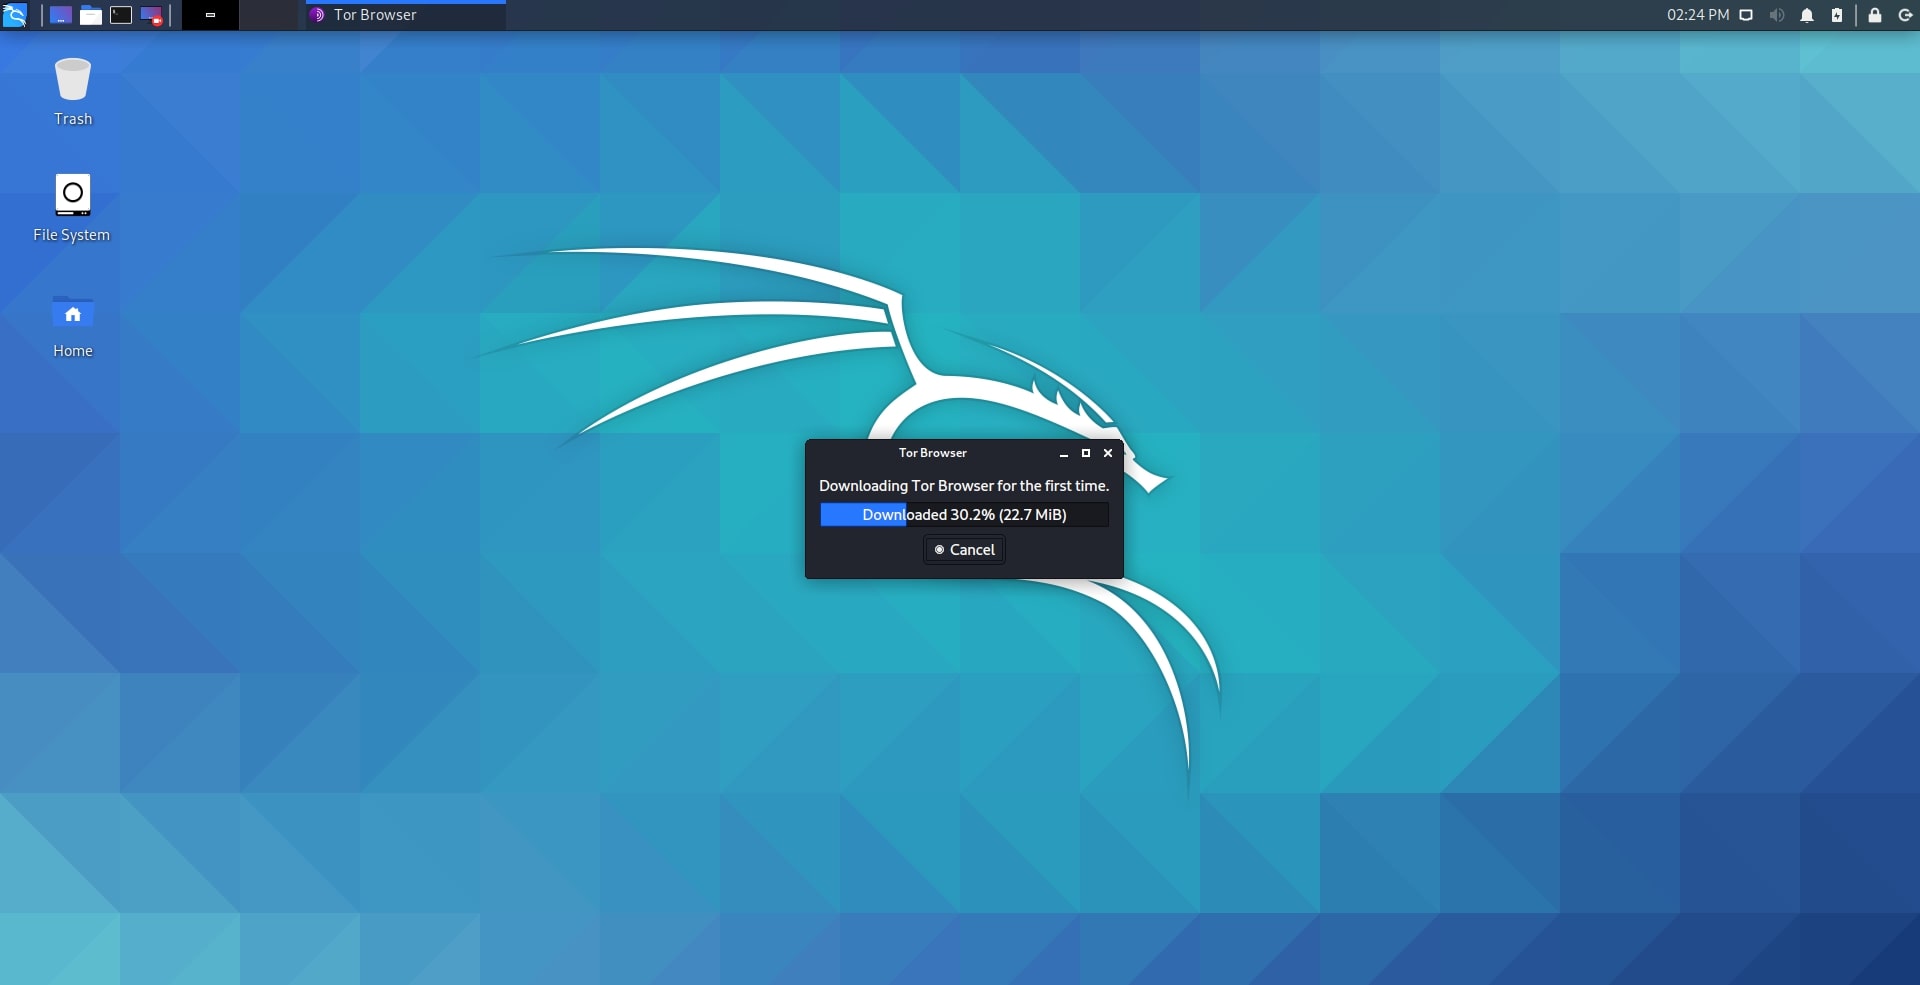 Tor Browser
02:24 PM
Trash
File System
Home
Tor Browser
Downloading Tor Browser for the first time.
Downloaded 30.2% (22.7 MiB)
Cancel